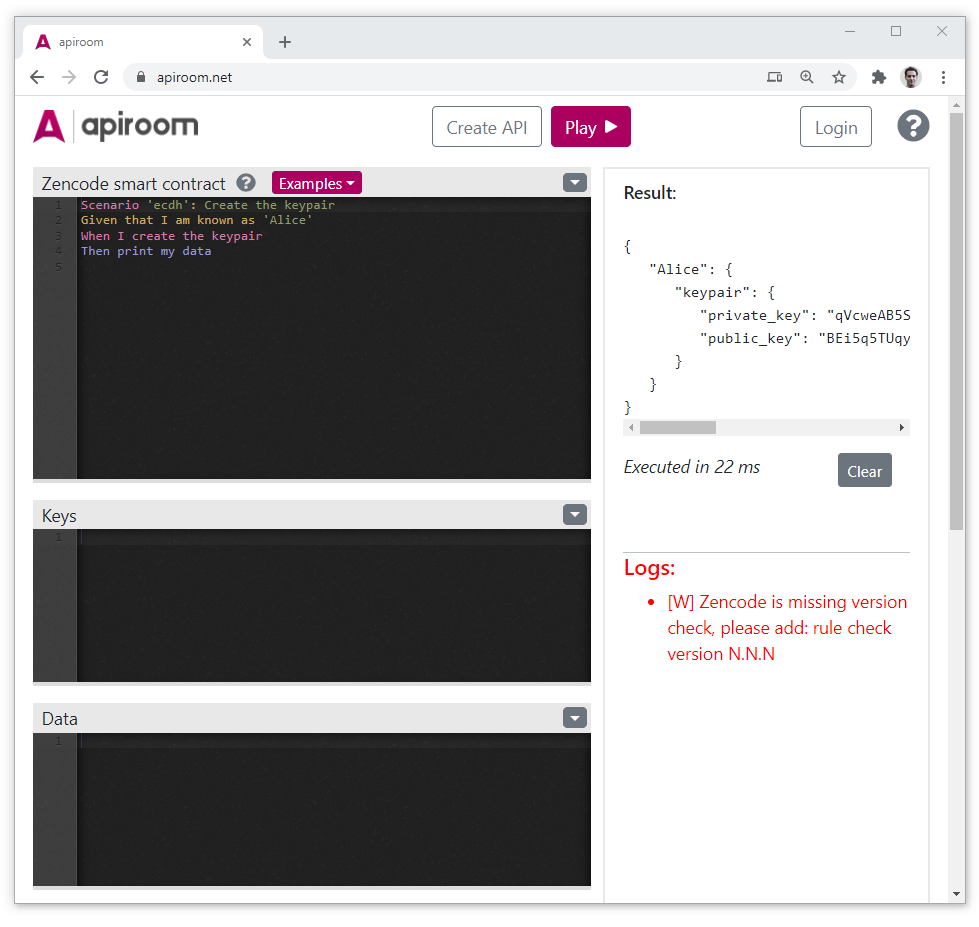 apiroom
apiroom.net
apiroom
Create API
Play
Login
?
Zencode smart contract ? Examples
1 Scenario 'ecdh': Create the keypair
2 Given that I am known as 'Alice'
3 When I create the keypair
4 Then print my data
5
Keys
1
Data
1
Result:
{
"Alice": {
"keypair": {
"private_key": "qVcweAB5S
"public_key": "BEi5q5TUqy
}
}
}
Executed in 22 ms
Clear
Logs:
[W] Zencode is missing version
check, please add: rule check
version N.N.N